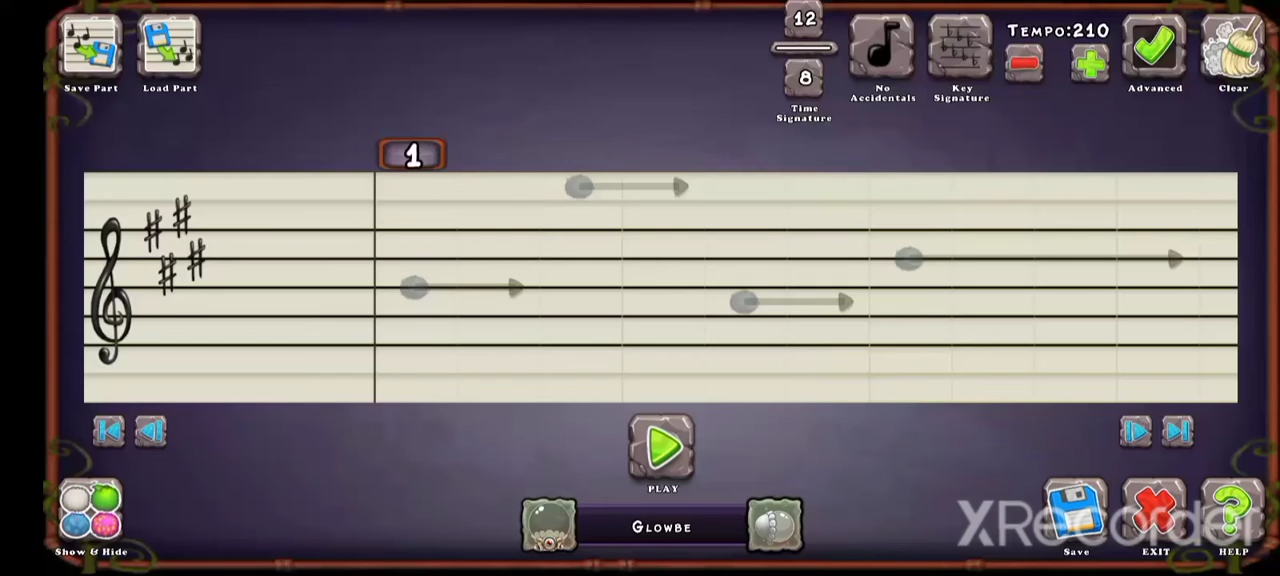 12
TEMPO:210
8
Save Part
Load Part
No
Accidentals
Key
Signature
Advanced
Clear
Time
Signature
1
PLAY
GLOWBE
XRecorder
Show & Hide
Save
EXIT
HELP